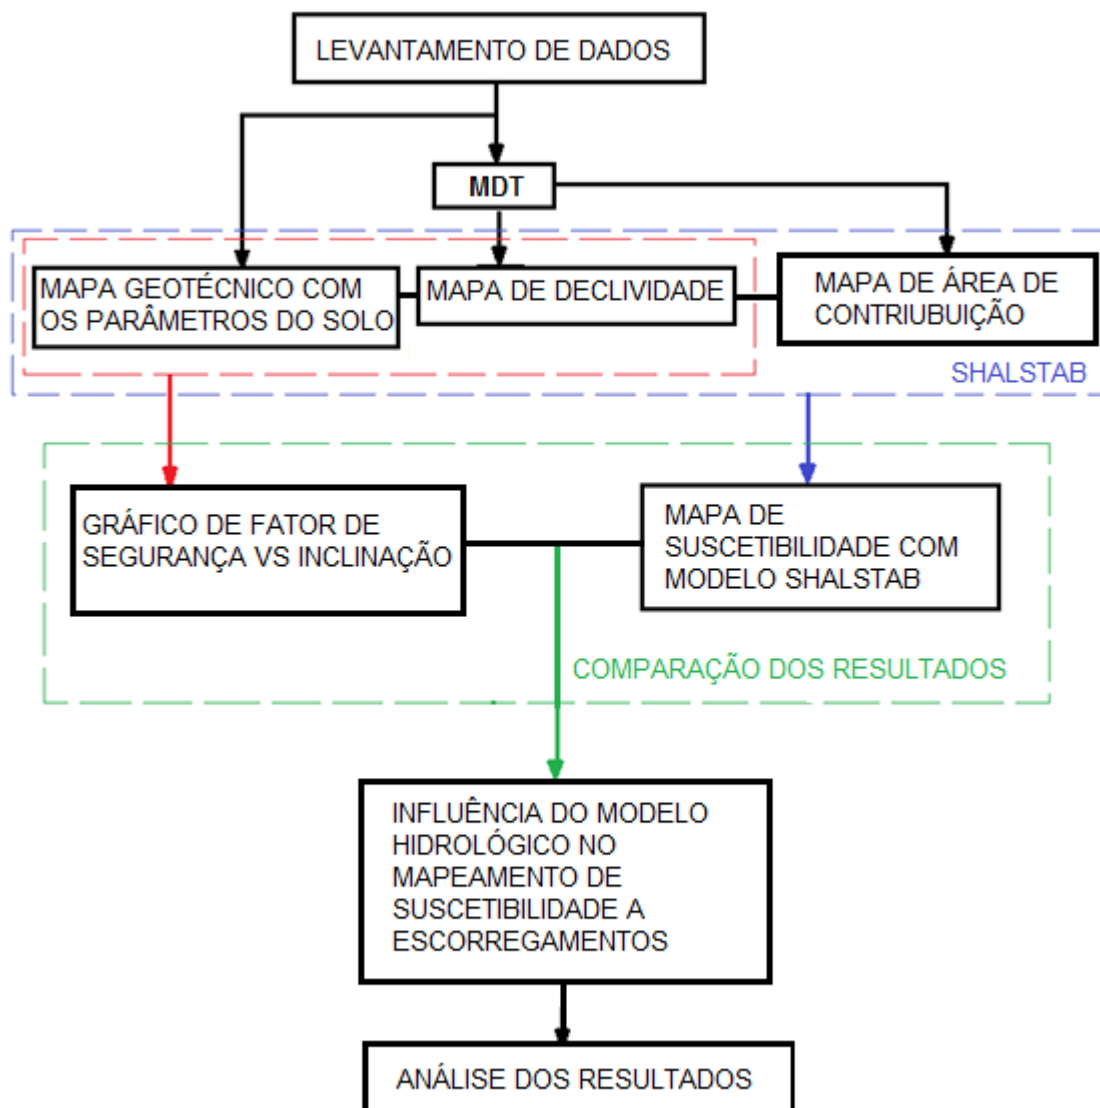 LEVANTAMENTO DE DADOS
MDT
MAPA GEOTÉCNICO COM
OS PARÂMETROS DO SOLO
MAPA DE DECLIVIDADE
MAPA DE ÁREA DE
CONTRIUBUIÇÃO
SHALSTAB
GRÁFICO DE FATOR DE
SEGURANÇA VS INCLINAÇÃO
MAPA DE
SUSCETIBILIDADE COM
MODELO SHALSTAB
COMPARAÇÃO DOS RESULTADOS
INFLUÊNCIA DO MODELO
HIDROLÓGICO NO
MAPEAMENTO DE
SUSCETIBILIDADE A
ESCORREGAMENTOS
ANÁLISE DOS RESULTADOS